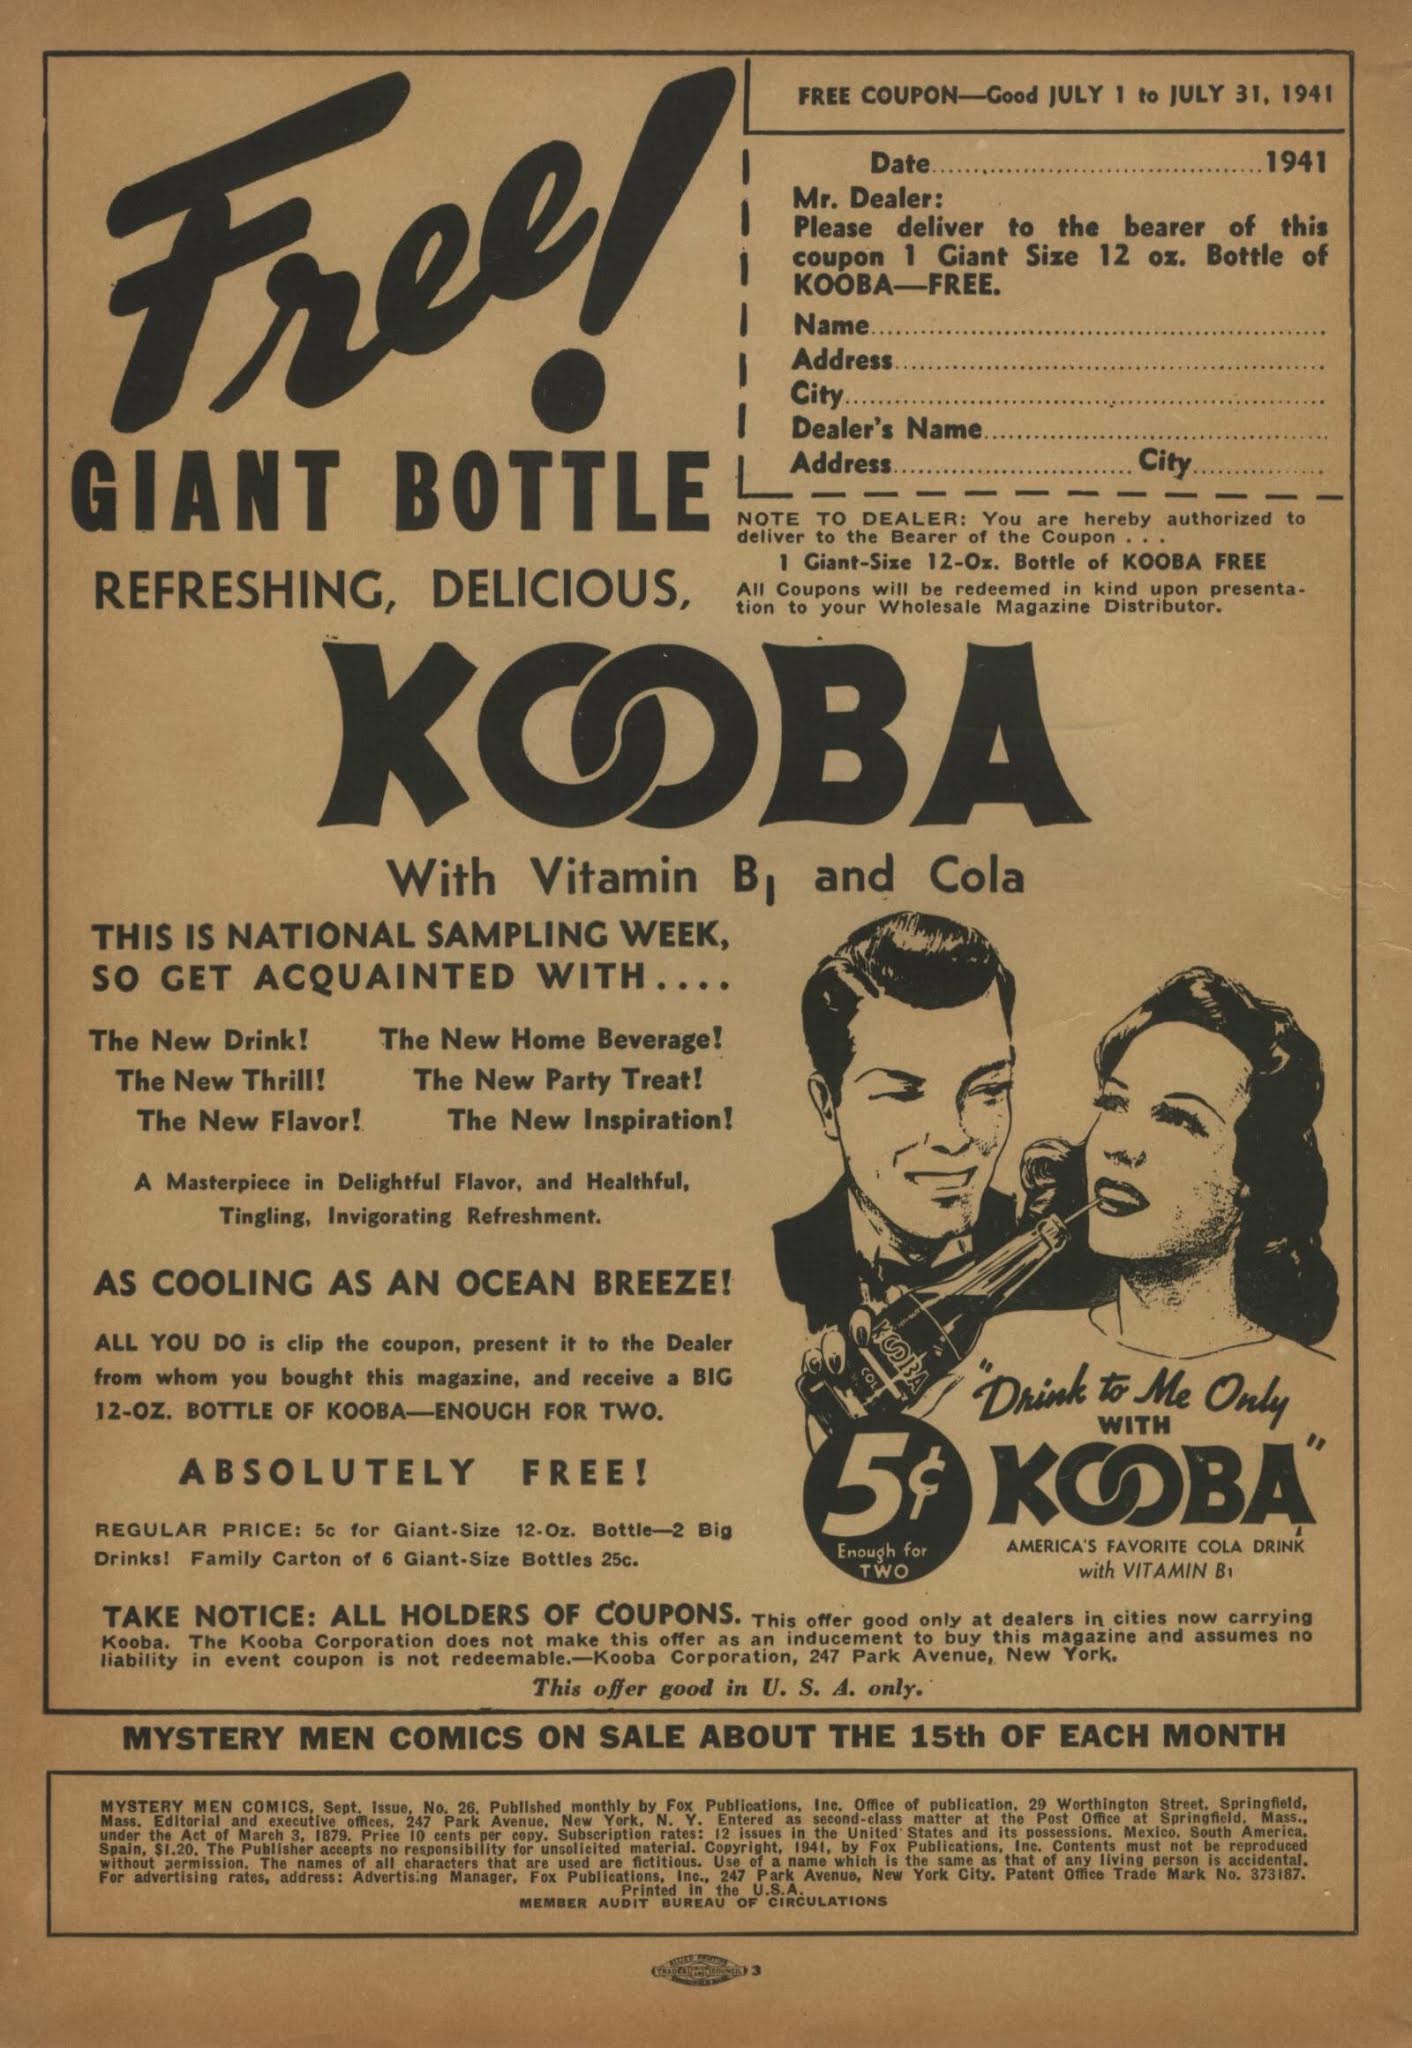 Free!
GIANT BOTTLE
REFRESHING, DELICIOUS,
FREE COUPON—Good JULY 1 to JULY 31, 1941
Date........................................1941
Mr. Dealer:
Please deliver to the bearer of this
coupon 1 Giant Size 12 oz. Bottle of
KOOBA—FREE.
Name........................................
Address........................................
City........................................
Dealer's Name........................................
Address............................City................
NOTE TO DEALER: You are hereby authorized to
deliver to the Bearer of the Coupon . . .
1 Giant-Size 12-Oz. Bottle of KOOBA FREE
All Coupons will be redeemed in kind upon presenta-
tion to your Wholesale Magazine Distributor.
KOOBA
With Vitamin B1 and Cola
THIS IS NATIONAL SAMPLING WEEK,
SO GET ACQUAINTED WITH....
The New Drink! The New Home Beverage!
The New Thrill! The New Party Treat!
The New Flavor! The New Inspiration!
A Masterpiece in Delightful Flavor, and Healthful,
Tingling, Invigorating Refreshment.
AS COOLING AS AN OCEAN BREEZE!
ALL YOU DO is clip the coupon, present it to the Dealer
from whom you bought this magazine, and receive a BIG
12-OZ. BOTTLE OF KOOBA—ENOUGH FOR TWO.
ABSOLUTELY FREE!
REGULAR PRICE: 5c for Giant-Size 12-Oz. Bottle—2 Big
Drinks! Family Carton of 6 Giant-Size Bottles 25c.
KOOBA
COLA
"Drink to Me Only
WITH
KOOBA"
AMERICA'S FAVORITE COLA DRINK
with VITAMIN B1
5¢
Enough for
TWO
TAKE NOTICE: ALL HOLDERS OF COUPONS. This offer good only at dealers in cities now carrying
Kooba. The Kooba Corporation does not make this offer as an inducement to buy this magazine and assumes no
liability in event coupon is not redeemable.—Kooba Corporation, 247 Park Avenue, New York.
This offer good in U. S. A. only.
MYSTERY MEN COMICS ON SALE ABOUT THE 15th OF EACH MONTH
MYSTERY MEN COMICS, Sept. Issue, No. 26. Published monthly by Fox Publications, Inc. Office of publication, 29 Worthington Street, Springfield,
Mass. Editorial and executive offices, 247 Park Avenue, New York, N. Y. Entered as second-class matter at the Post Office at Springfield, Mass.,
under the Act of March 3, 1879. Price 10 cents per copy. Subscription rates: 12 issues in the United States and its possessions, Mexico, South America,
Spain, $1.20. The Publisher accepts no responsibility for unsolicited material. Copyright, 1941, by Fox Publications, Inc. Contents must not be reproduced
without permission. The names of all characters that are used are fictitious. Use of a name which is the same as that of any living person is accidental.
For advertising rates, address: Advertising Manager, Fox Publications, Inc., 247 Park Avenue, New York City. Patent Office Trade Mark No. 373187.
Printed in the U.S.A.
MEMBER AUDIT BUREAU OF CIRCULATIONS
ALLIED PRINTING
TRADES UNION COUNCIL 3